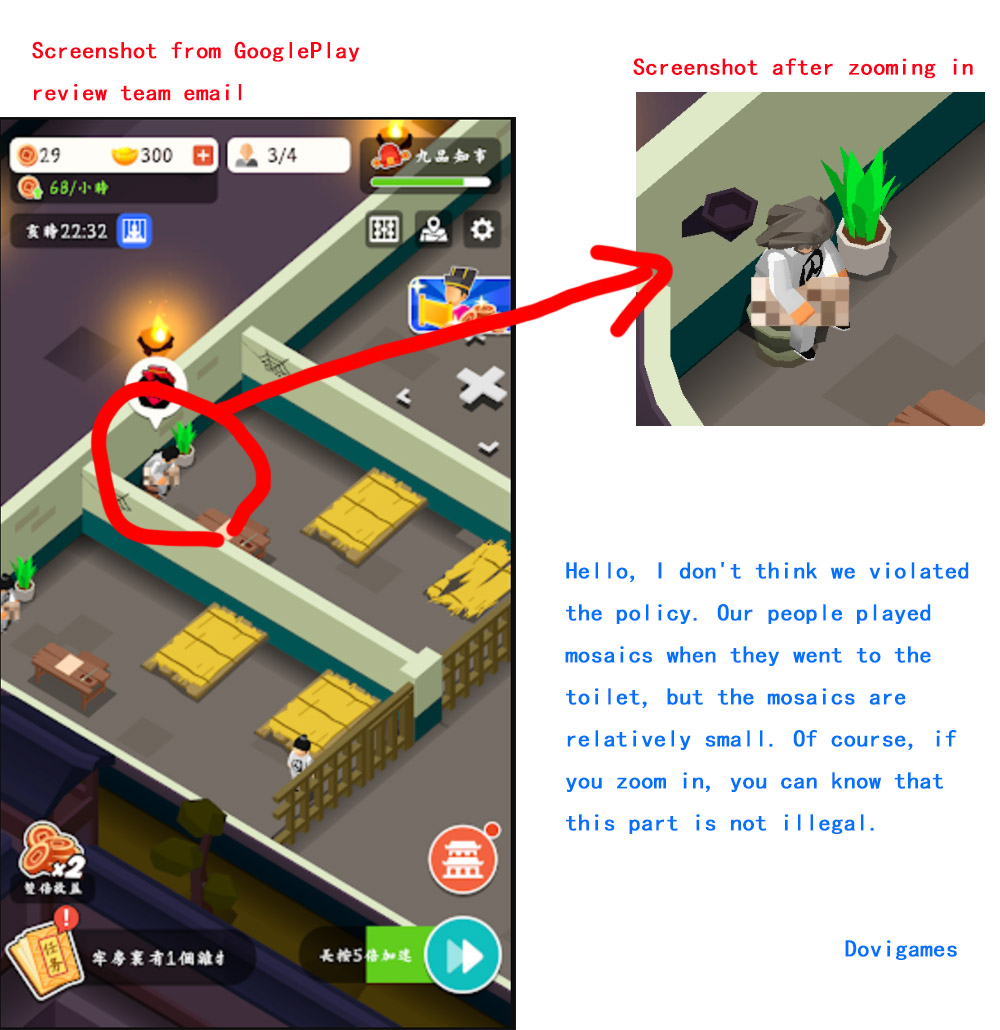 Screenshot from GooglePlay
review team email
Screenshot after zooming in
29
300
3/4
九品知事
68/小時
亥時22:32
Hello, I don't think we violated
the policy. Our people played
mosaics when they went to the
toilet, but the mosaics are
relatively small. Of course, if
you zoom in, you can know that
this part is not illegal.
Dovigames
x2
雙倍收益
任務
牢房裏有1個
長按5倍加速